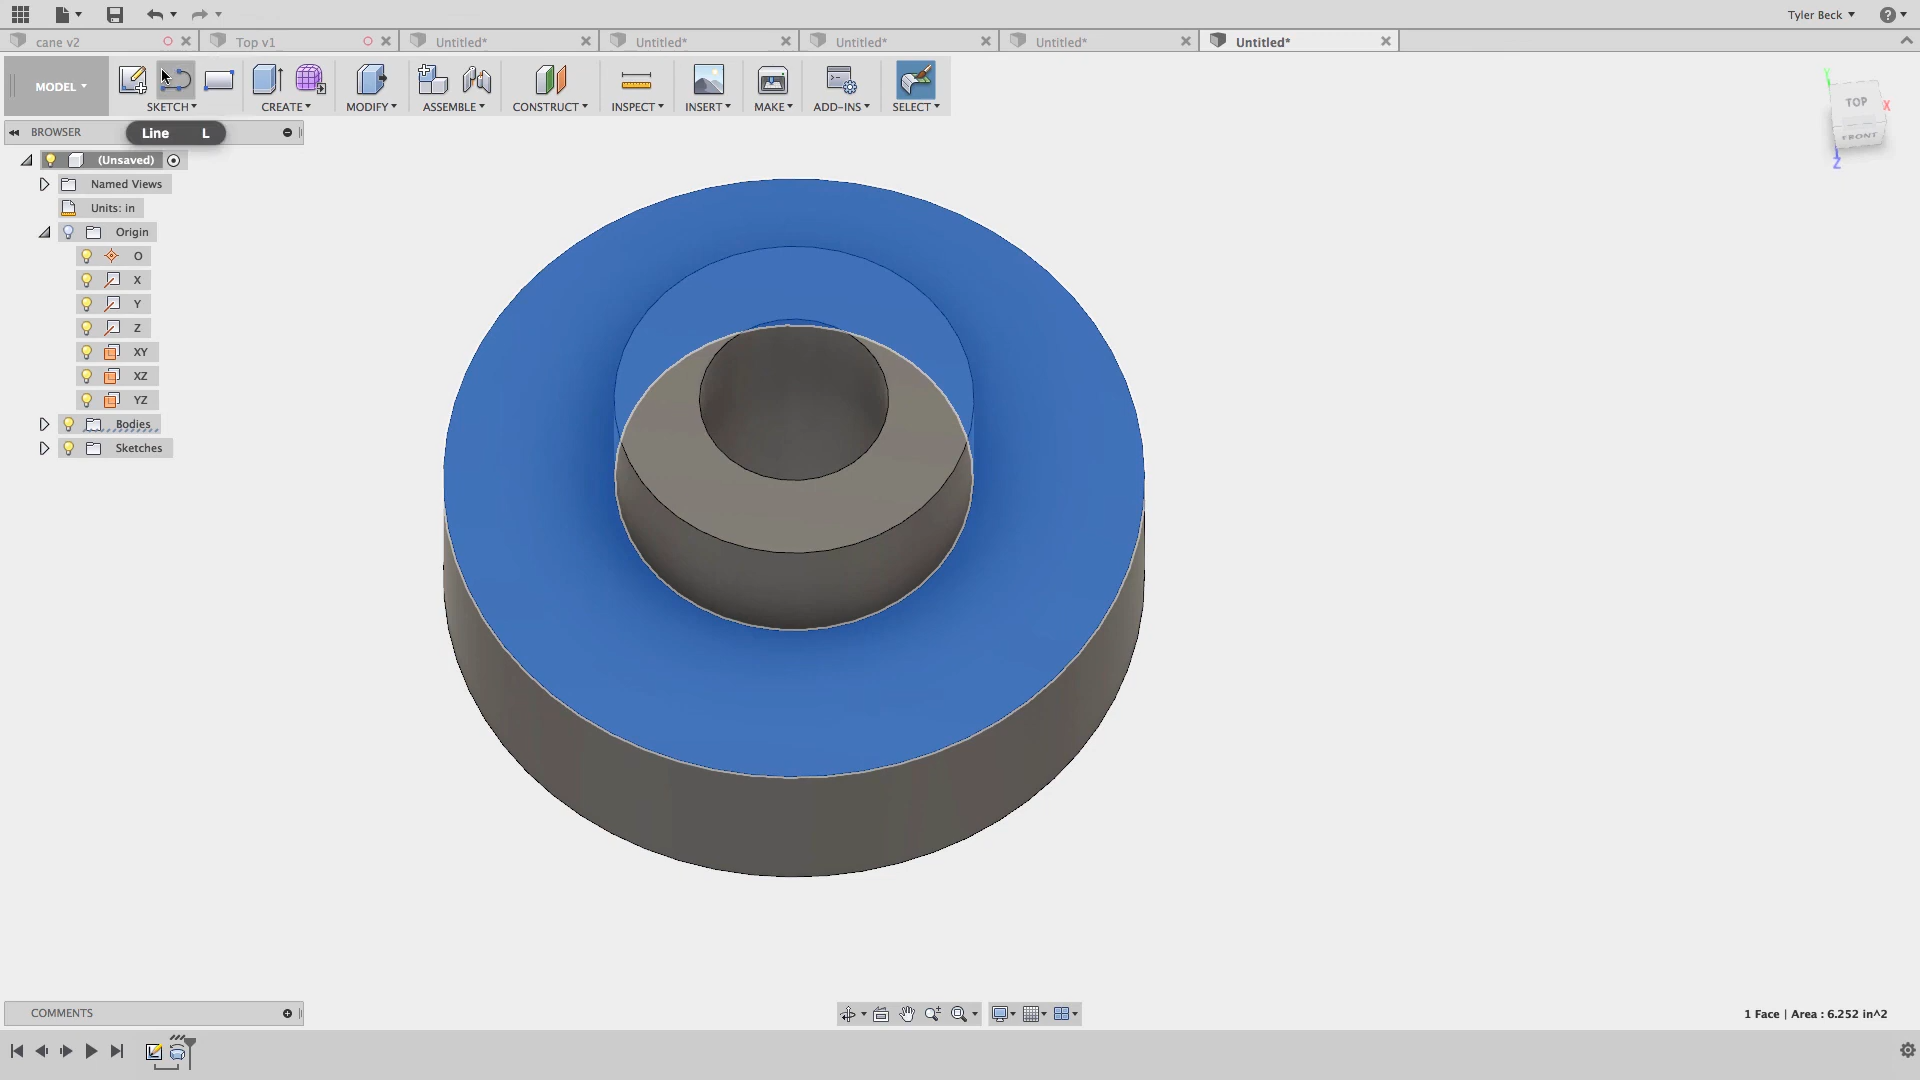 Tyler Beck
?
cane v2
Top v1
Untitled*
Untitled*
Untitled*
Untitled*
Untitled*
MODEL
SKETCH
CREATE
MODIFY
ASSEMBLE
CONSTRUCT
INSPECT
INSERT
MAKE
ADD-INS
SELECT
BROWSER
Line L
(Unsaved)
Named Views
Units: in
Origin
O
X
Y
Z
XY
XZ
YZ
Bodies
Sketches
Y
TOP
X
FRONT
Z
COMMENTS
1 Face | Area : 6.252 in^2